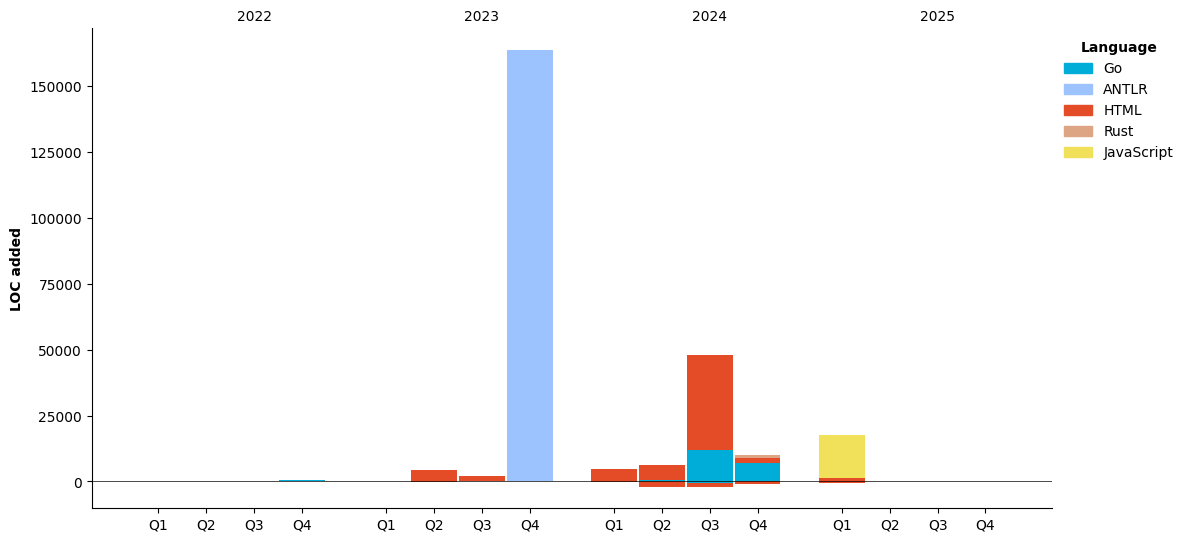 2022 2023 2024 2025
Language
Go
ANTLR
HTML
Rust
JavaScript
LOC added
150000
125000
100000
75000
50000
25000
0
Q1 Q2 Q3 Q4 Q1 Q2 Q3 Q4 Q1 Q2 Q3 Q4 Q1 Q2 Q3 Q4